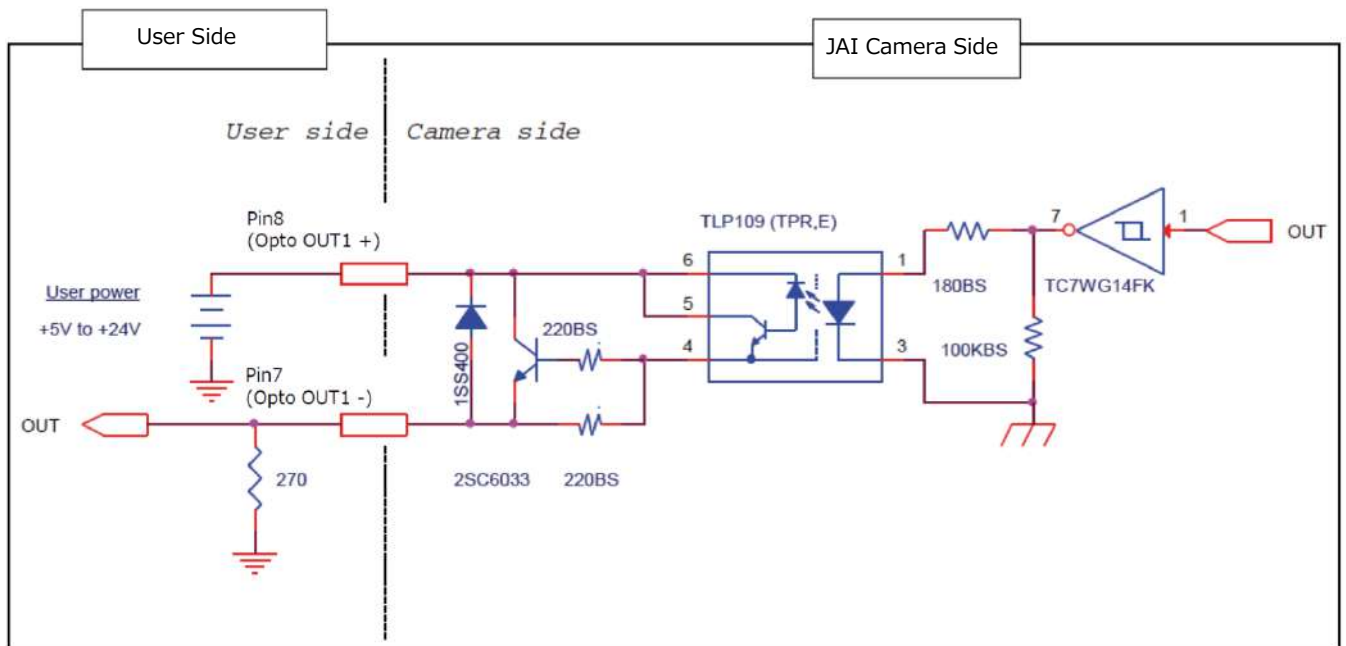 User Side
JAI Camera Side
User side
Camera side
Pin8
(Opto OUT1 +)
TLP109 (TPR,E)
7
1
OUT
6
1
180BS
TC7WG14FK
User power
+5V to +24V
5
220BS
4
3
100KBS
1SS400
Pin7
(Opto OUT1 -)
OUT
270
2SC6033
220BS